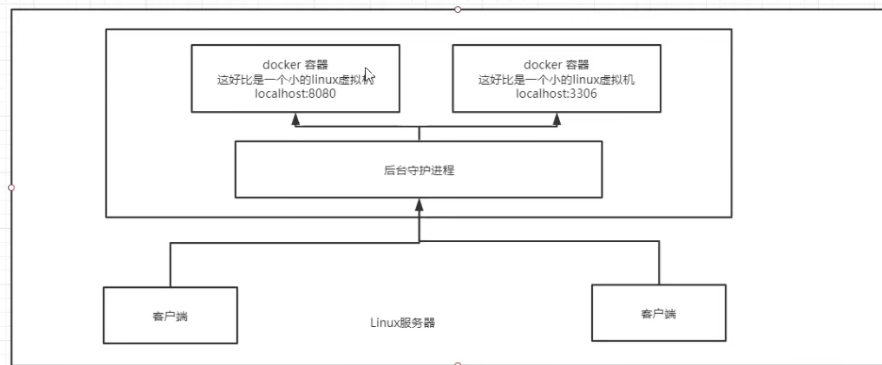 docker 容器
这好比是一个小的linux虚拟机
localhost:8080
docker 容器
这好比是一个小的linux虚拟机
localhost:3306
后台守护进程
客户端
Linux服务器
客户端